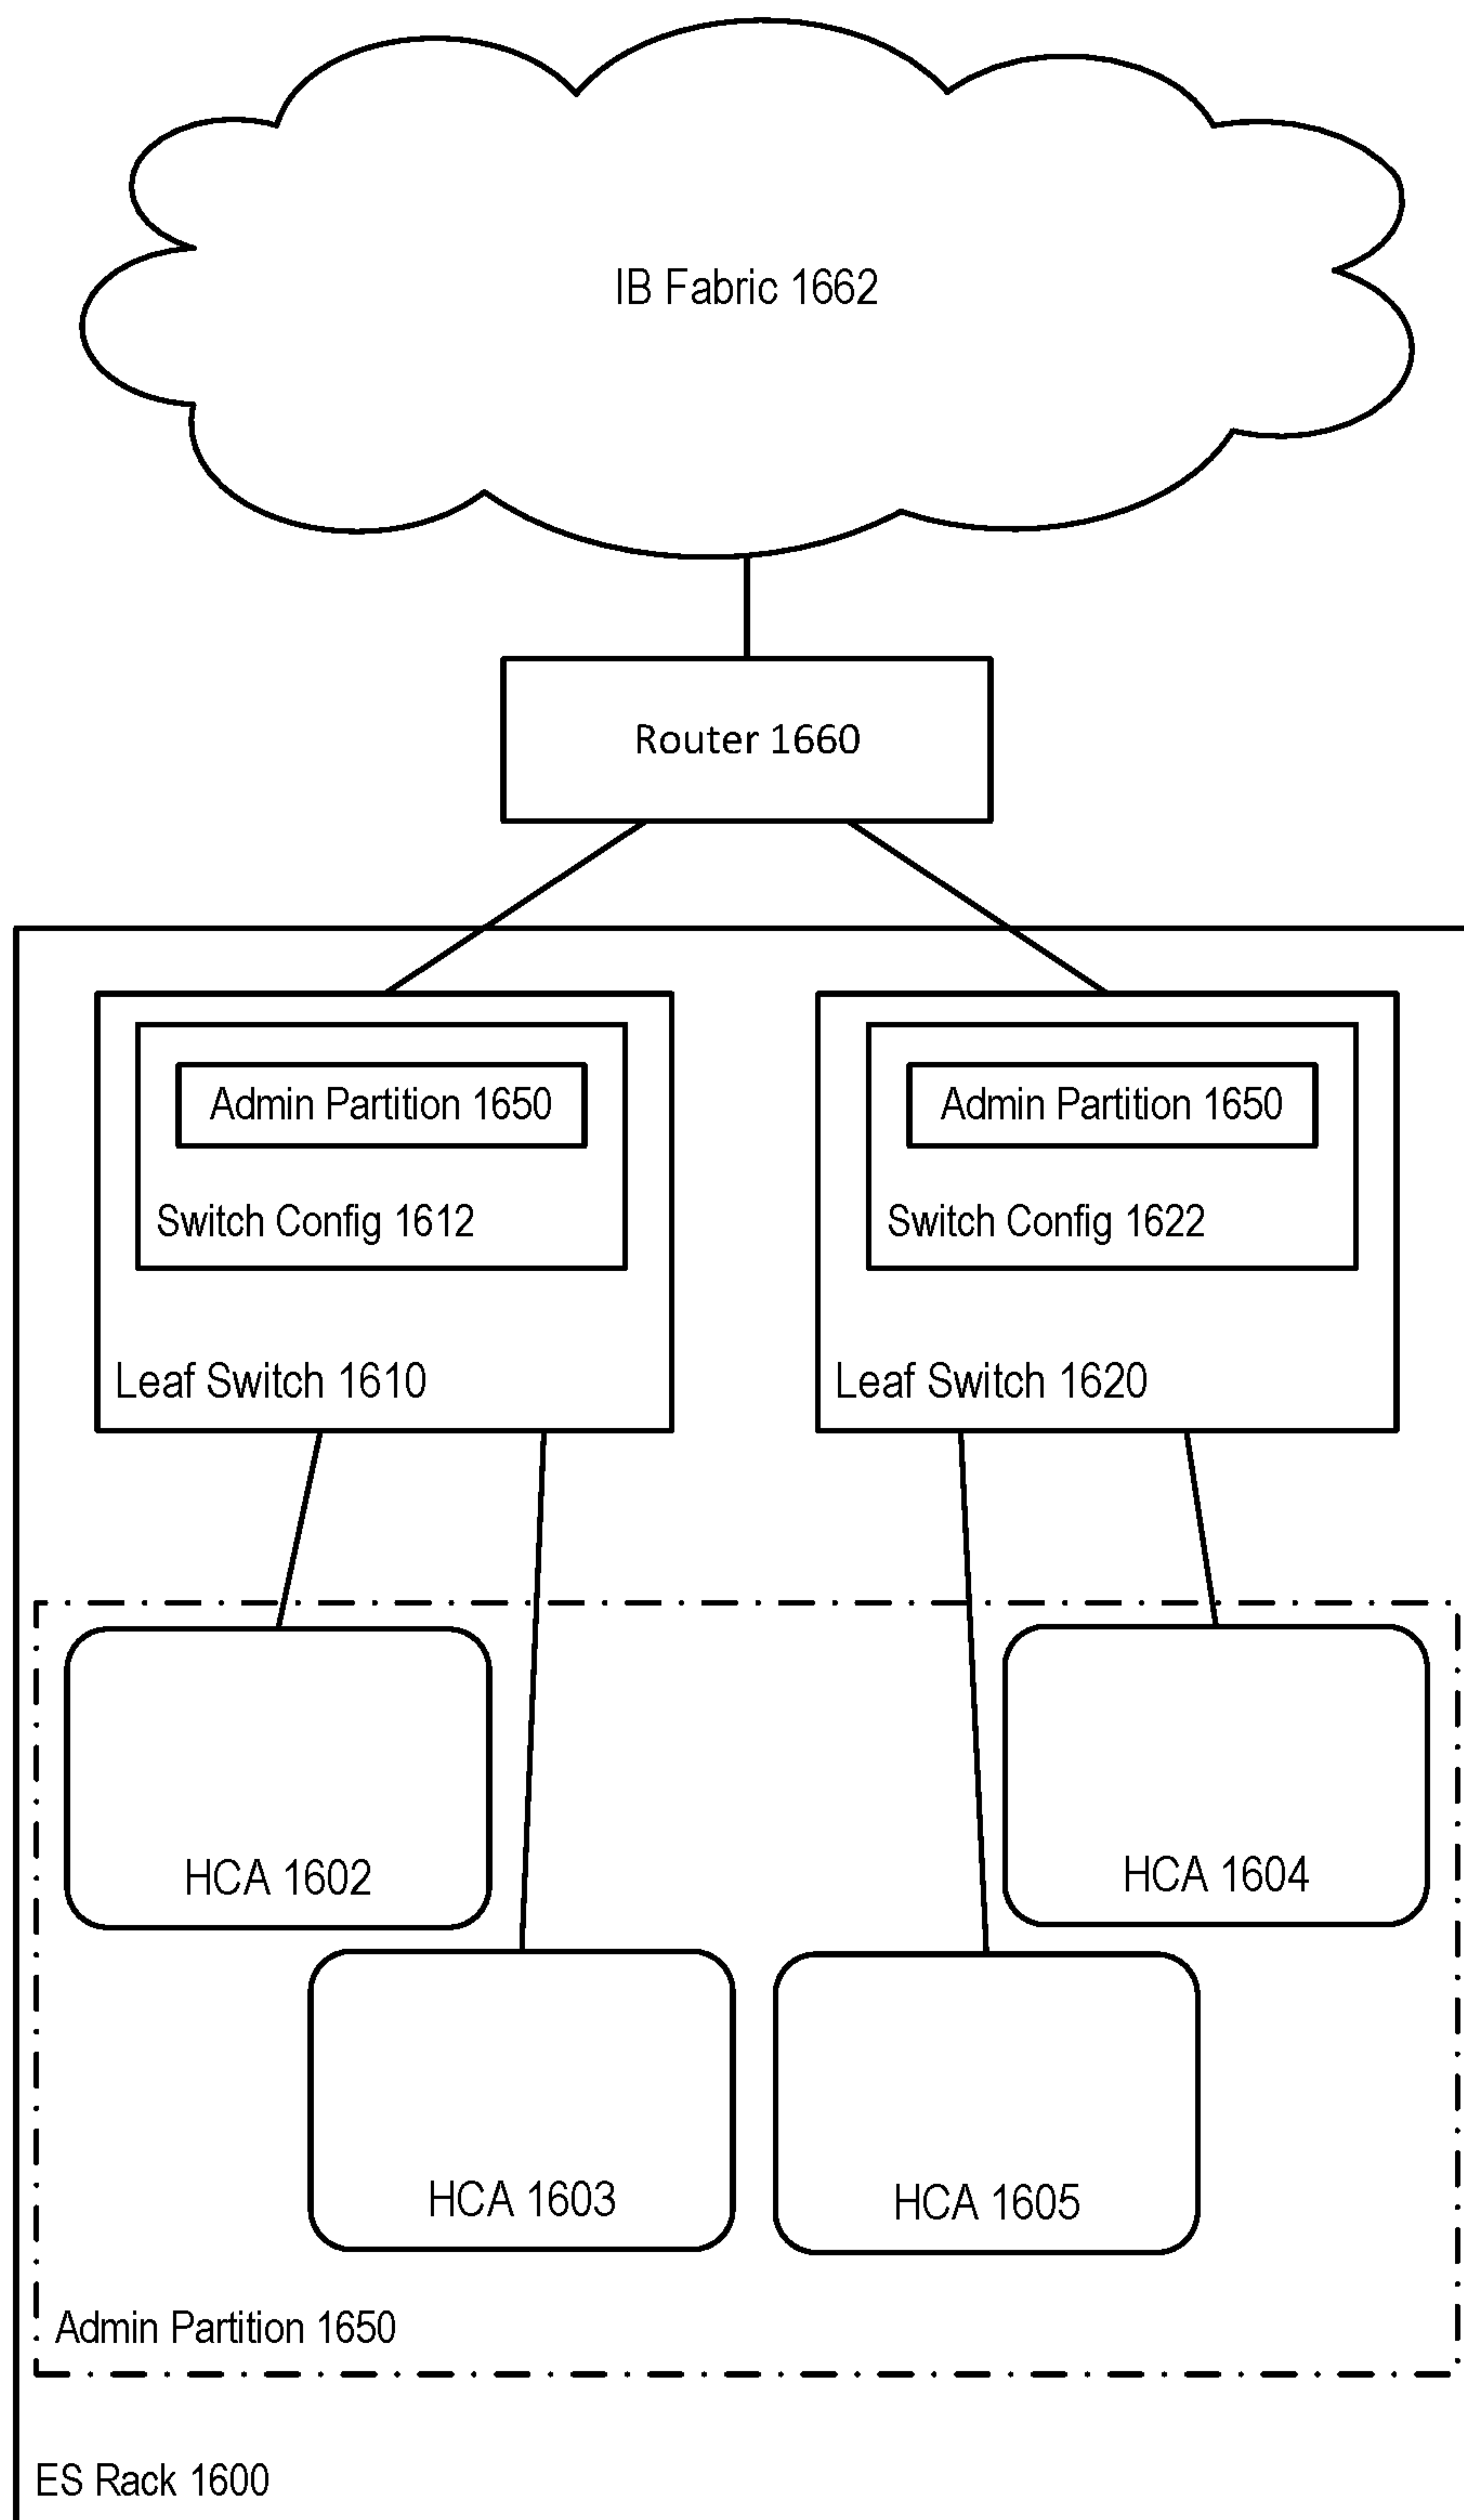 IB Fabric 1662
Router 1660
Admin Partition 1650
Switch Config 1612
Leaf Switch 1610
Admin Partition 1650
Switch Config 1622
Leaf Switch 1620
HCA 1602
HCA 1604
HCA 1603
HCA 1605
Admin Partition 1650
ES Rack 1600